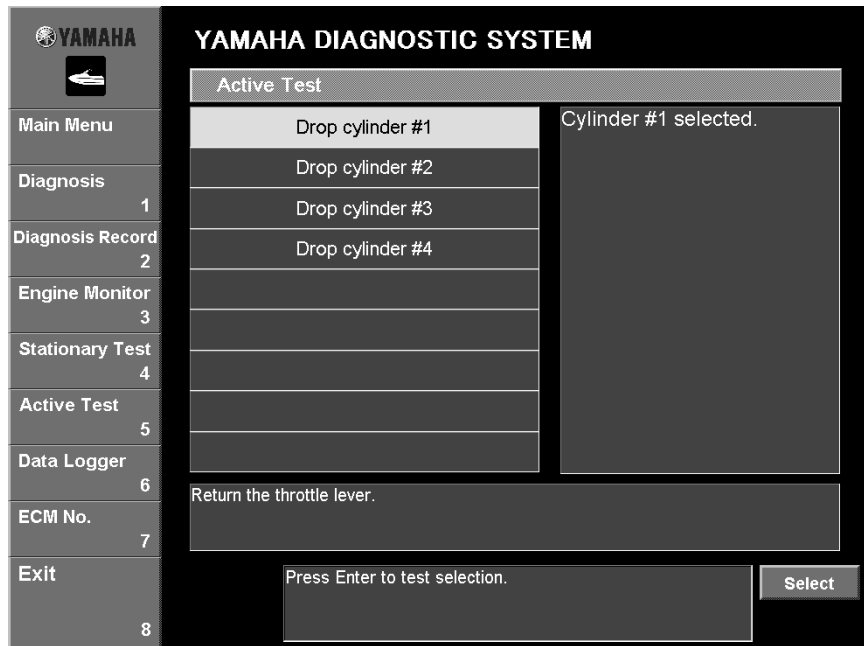 YAMAHA
YAMAHA DIAGNOSTIC SYSTEM
Active Test
Main Menu
Diagnosis
1
Diagnosis Record
2
Engine Monitor
3
Stationary Test
4
Active Test
5
Data Logger
6
ECM No.
7
Exit
8
Drop cylinder #1
Drop cylinder #2
Drop cylinder #3
Drop cylinder #4
Cylinder #1 selected.
Return the throttle lever.
Press Enter to test selection.
Select